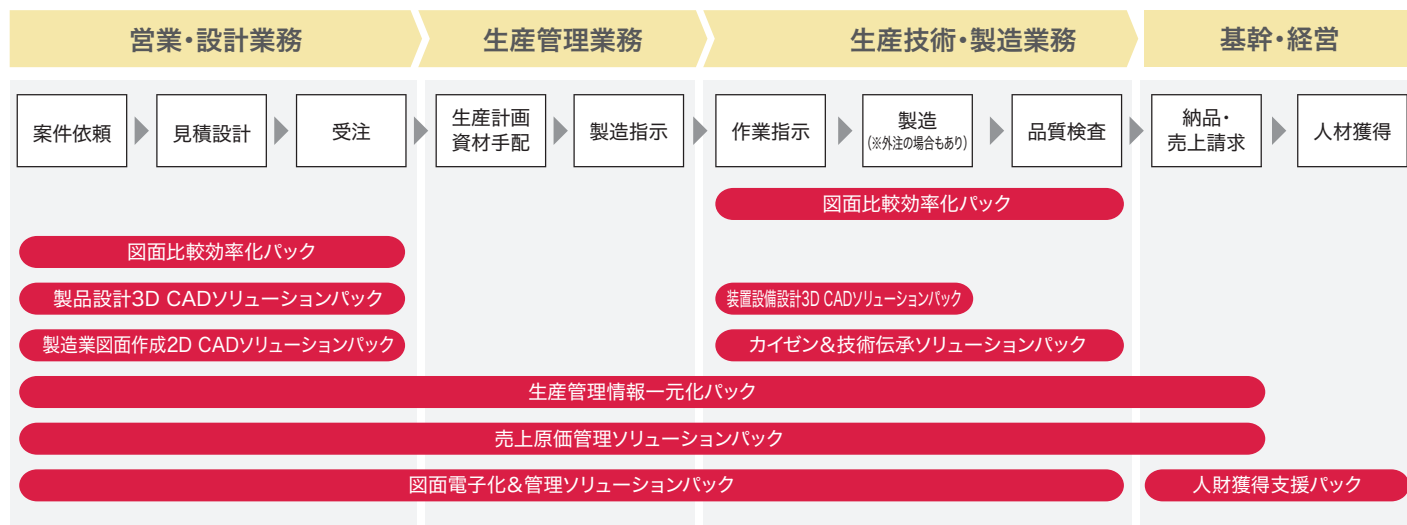 営業・設計業務
生産管理業務
生産技術・製造業務
基幹・経営
案件依頼
見積設計
受注
生産計画
資材手配
製造指示
作業指示
製造
(※外注の場合もあり)
品質検査
納品・
売上請求
人材獲得
図面比較効率化パック
図面比較効率化パック
製品設計3D CADソリューションパック
装置設備設計3D CADソリューションパック
製造業図面作成2D CADソリューションパック
カイゼン&技術伝承ソリューションパック
生産管理情報一元化パック
売上原価管理ソリューションパック
図面電子化&管理ソリューションパック
人財獲得支援パック